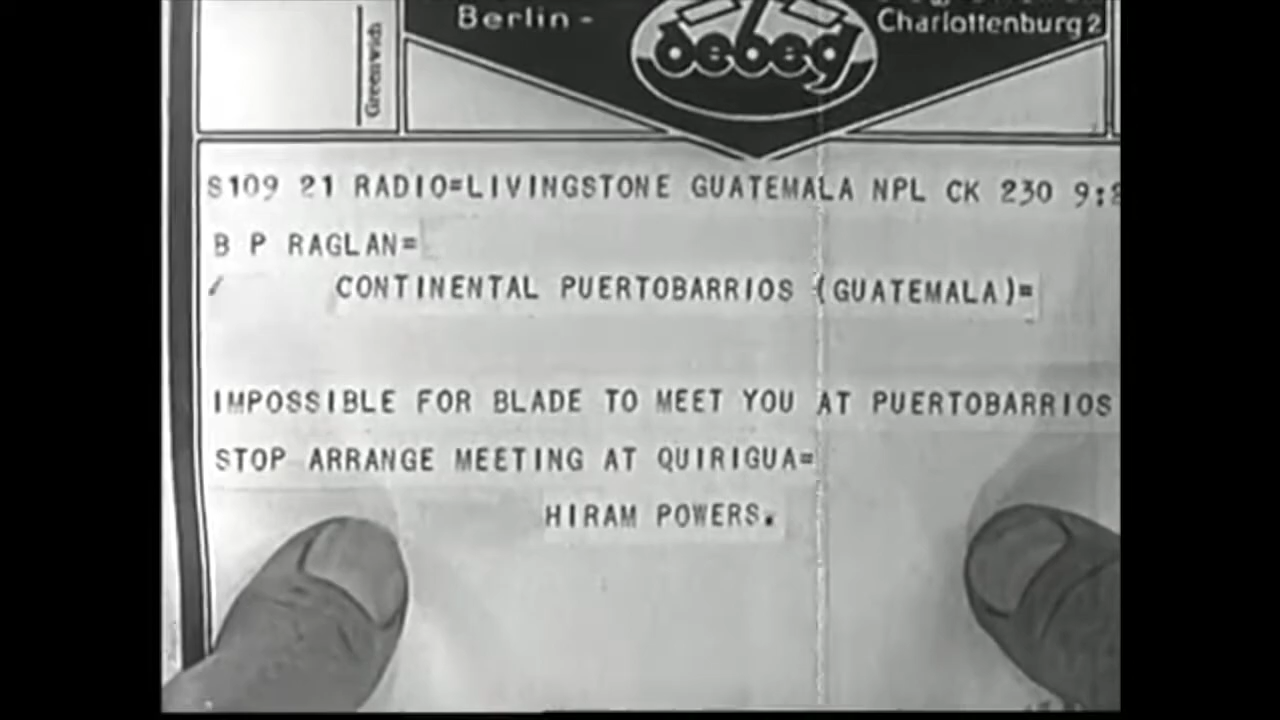 Berlin -
debeg
Charlottenburg 2
Greenwich
S109 21 RADIO=LIVINGSTONE GUATEMALA NPL CK 230 9:
B P RAGLAN=
CONTINENTAL PUERTOBARRIOS (GUATEMALA)=
IMPOSSIBLE FOR BLADE TO MEET YOU AT PUERTOBARRIOS
STOP ARRANGE MEETING AT QUIRIGUA=
HIRAM POWERS.